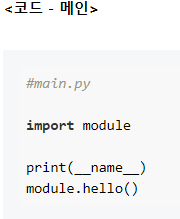 <코드 - 메인>
#main.py
import module
print(__name__)
module.hello()